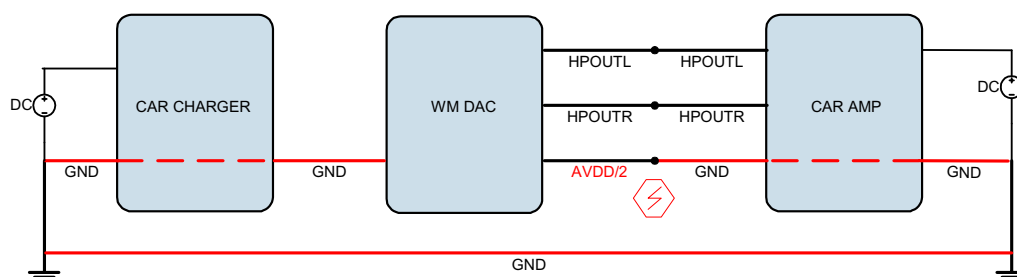 HPOUTL HPOUTL
DC CAR CHARGER WM DAC CAR AMP DC
HPOUTR HPOUTR
GND GND AVDD/2 GND GND
GND